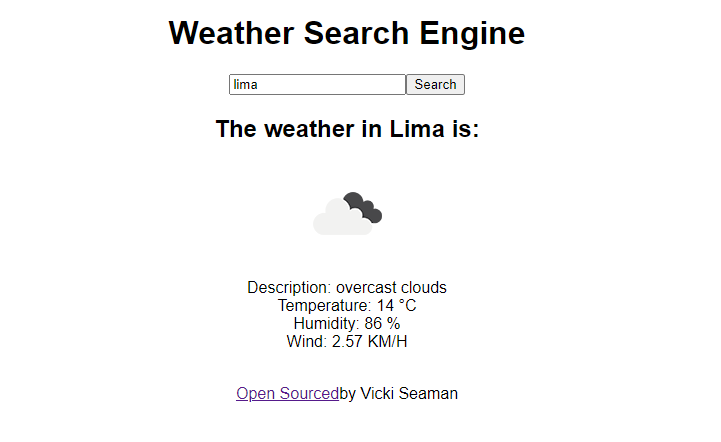 Weather Search Engine
lima Search
The weather in Lima is:
Description: overcast clouds
Temperature: 14 °C
Humidity: 86 %
Wind: 2.57 KM/H
Open Sourcedby Vicki Seaman